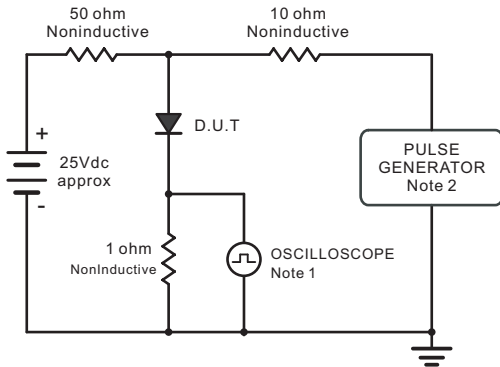 50 ohm
Noninductive
10 ohm
Noninductive
+
25Vdc
approx
-
D.U.T
PULSE
GENERATOR
Note 2
1 ohm
NonInductive
OSCILLOSCOPE
Note 1